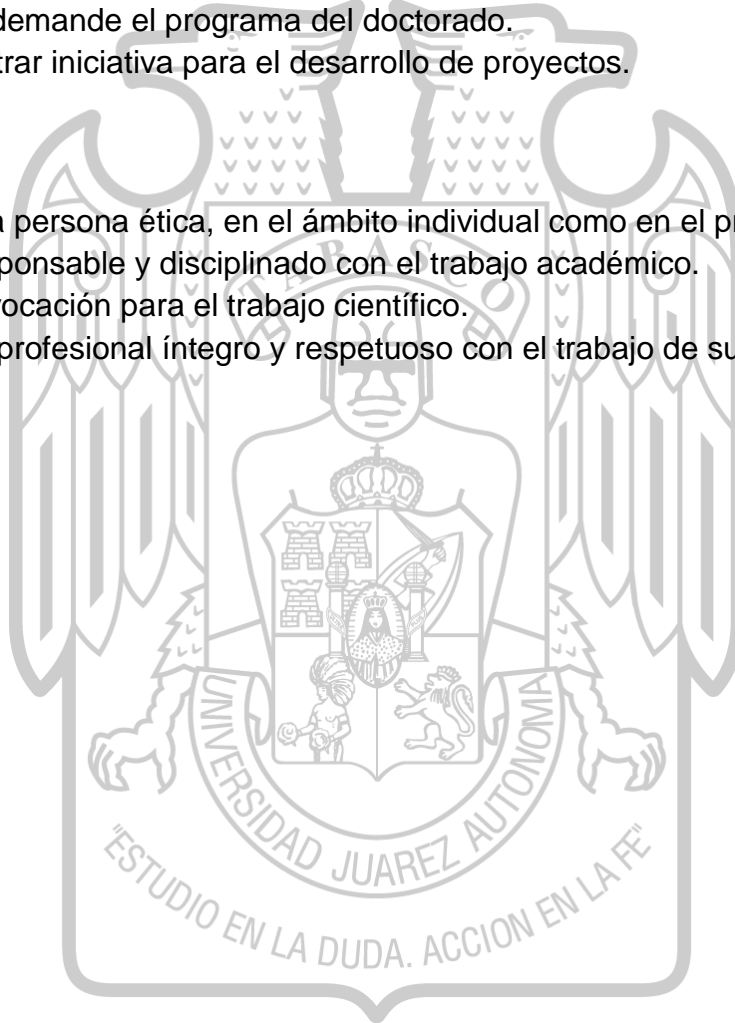 demande el programa del doctorado.
trar iniciativa para el desarrollo de proyectos.
persona ética, en el ámbito individual como en el
ponsable y disciplinado con el trabajo académico.
vocación para el trabajo científico.
profesional íntegro y respetuoso con el trabajo de su
TABASCO
UNIVERSIDAD JUAREZ AUTONOMA
"ESTUDIO EN LA DUDA. ACCION EN LA FE"